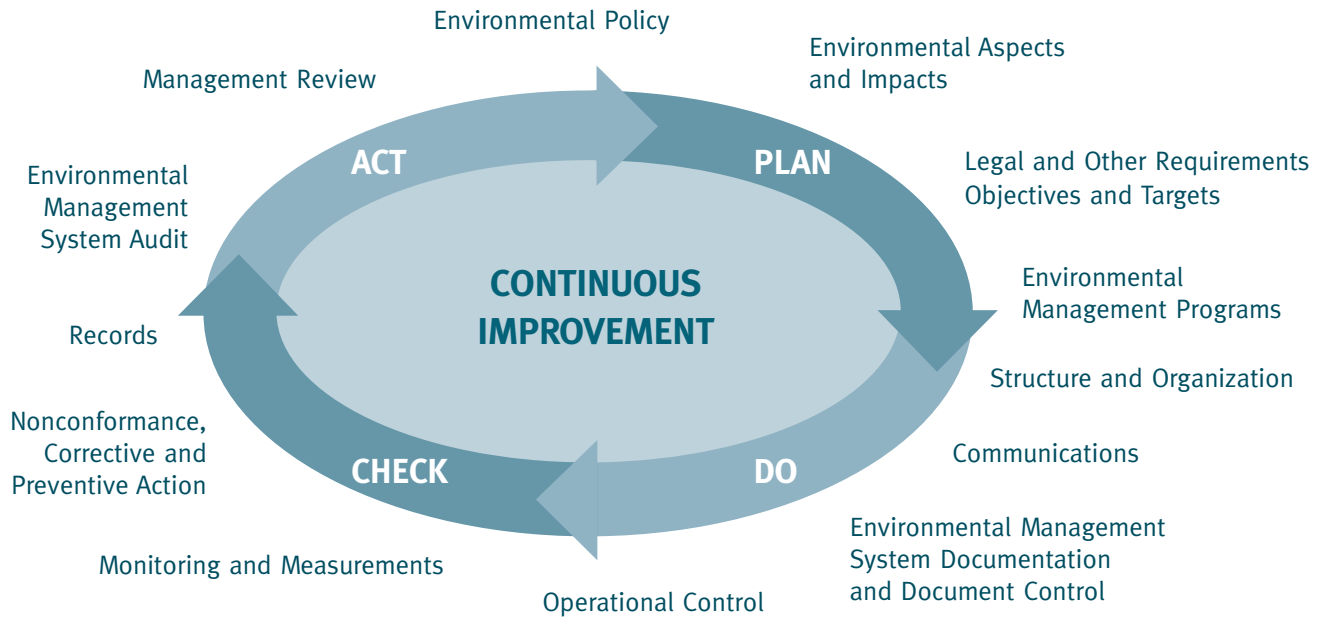 Environmental Policy
Environmental Aspects
and Impacts
Management Review
ACT
PLAN
Legal and Other Requirements
Objectives and Targets
Environmental
Management
System Audit
CONTINUOUS
IMPROVEMENT
Environmental
Management Programs
Records
Structure and Organization
Nonconformance,
Corrective and
Preventive Action
CHECK
DO
Communications
Environmental Management
System Documentation
and Document Control
Monitoring and Measurements
Operational Control